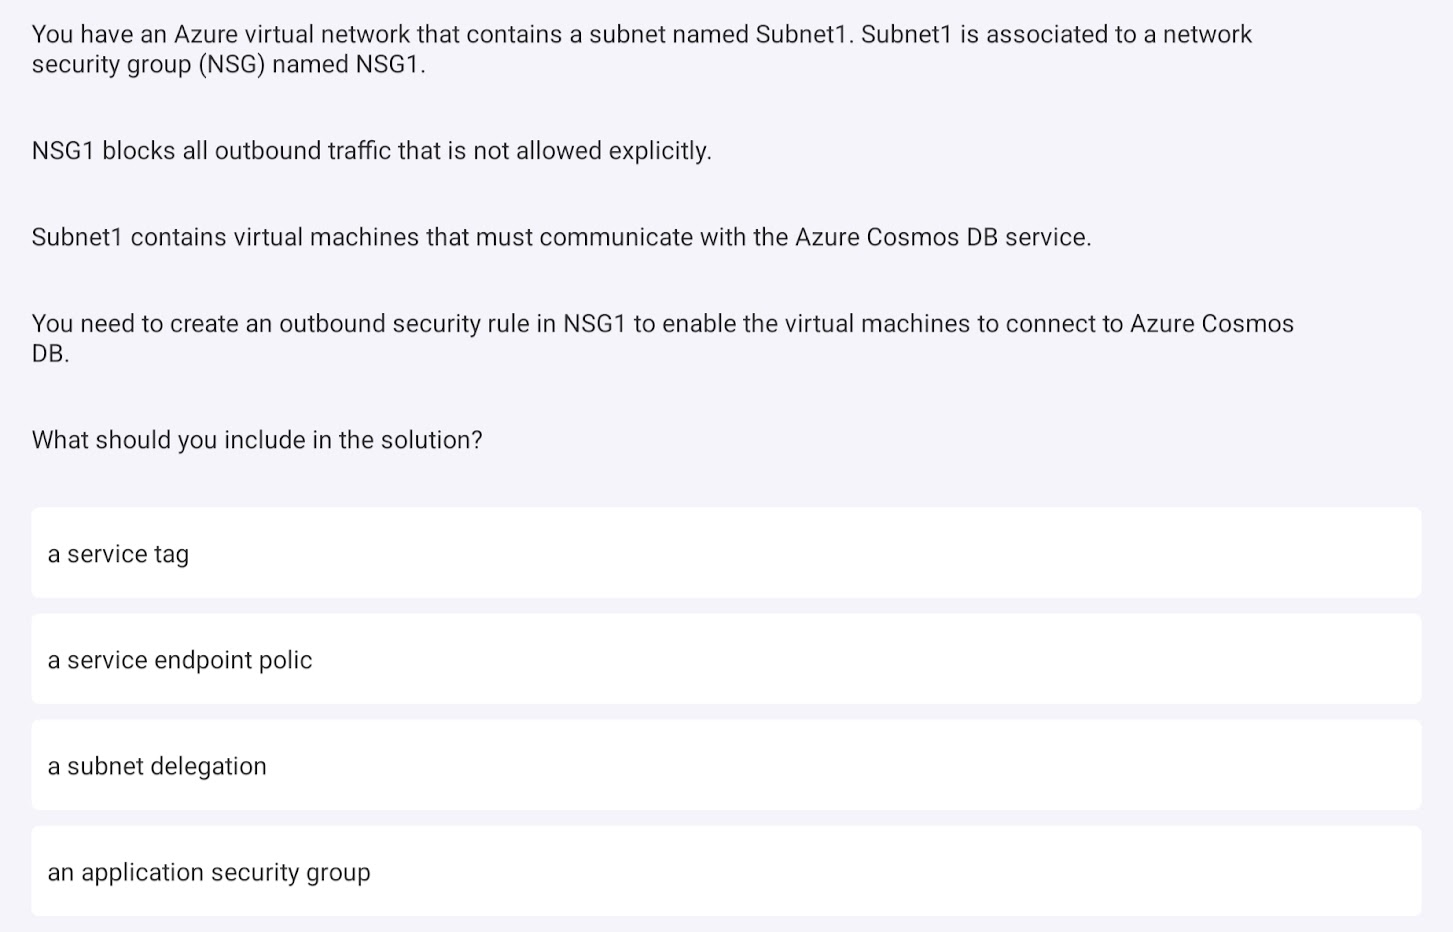 You have an Azure virtual network that contains a subnet named Subnet1. Subnet1 is associated to a network
security group (NSG) named NSG1.
NSG1 blocks all outbound traffic that is not allowed explicitly.
Subnet1 contains virtual machines that must communicate with the Azure Cosmos DB service.
You need to create an outbound security rule in NSG1 to enable the virtual machines to connect to Azure Cosmos
DB.
What should you include in the solution?
a service tag
a service endpoint polic
a subnet delegation
an application security group